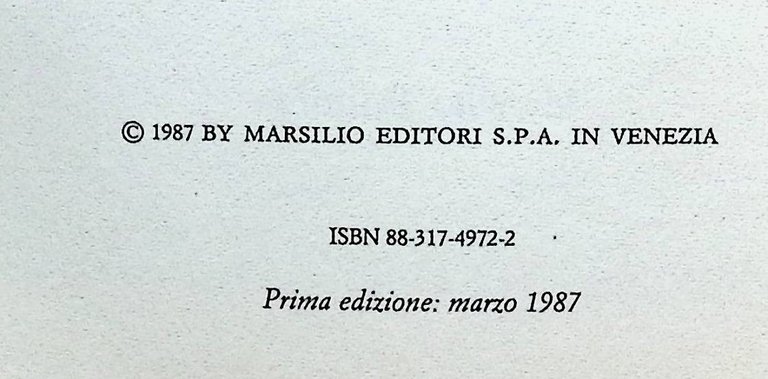 © 1987 BY MARSILIO EDITORI S.P.A. IN VENEZIA
ISBN 88-317-4972-2
Prima edizione: marzo 1987